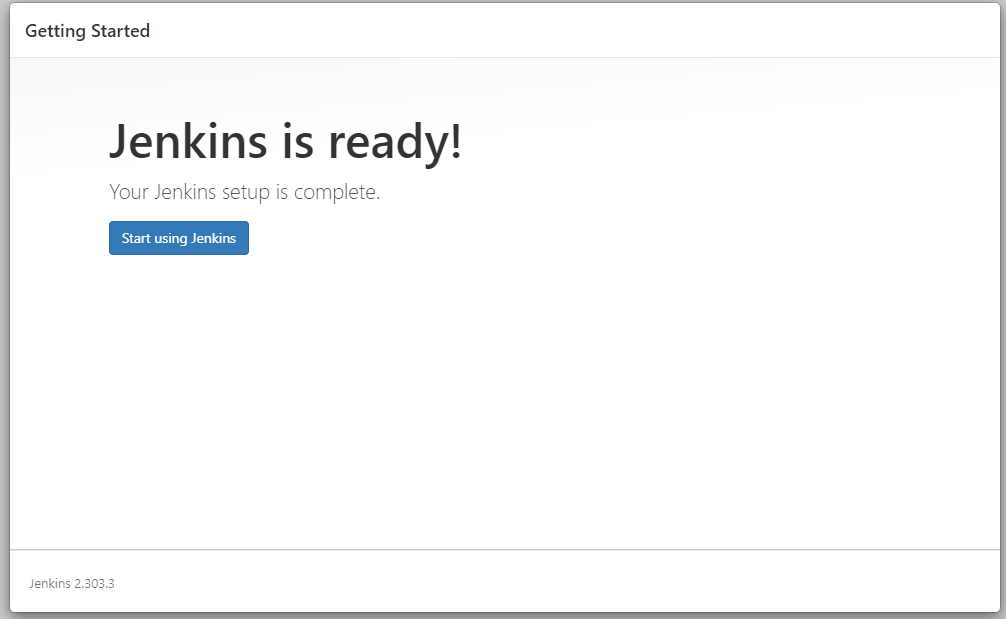 Getting Started
Jenkins is ready!
Your Jenkins setup is complete.
Start using Jenkins
Jenkins 2.303.3